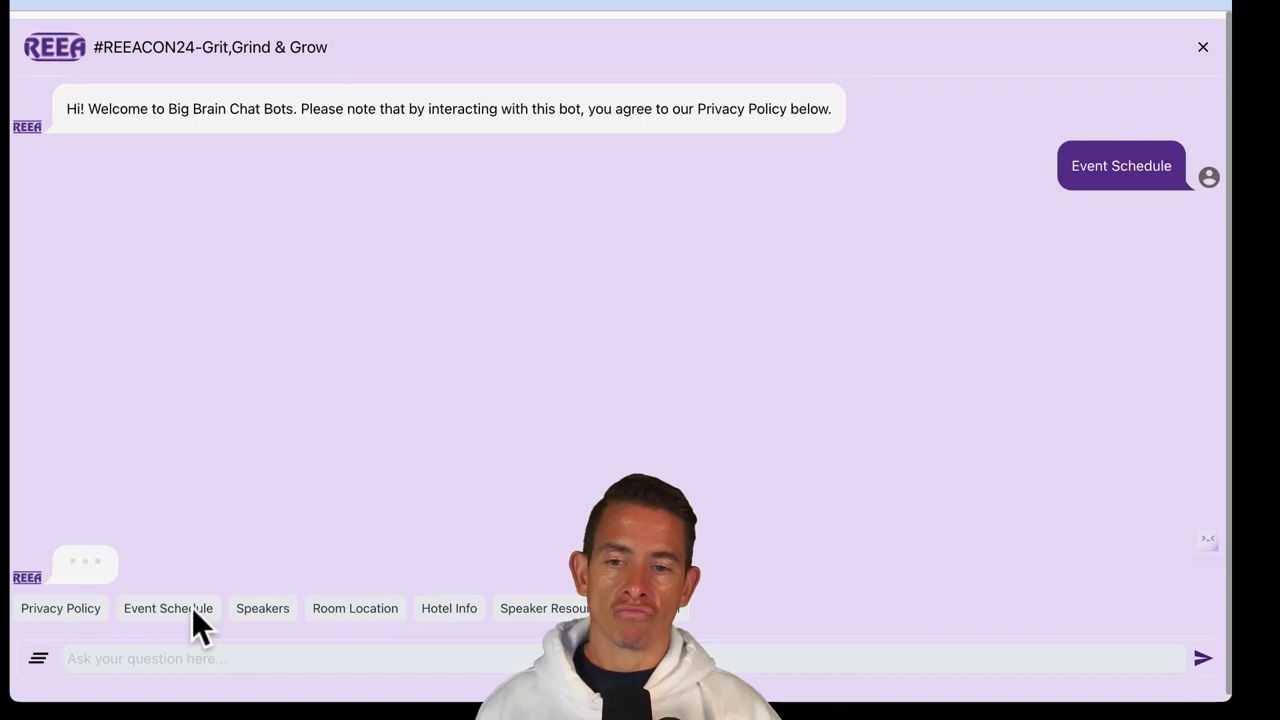 REEA #REEACON24-Grit,Grind & Grow
Hi! Welcome to Big Brain Chat Bots. Please note that by interacting with this bot, you agree to our Privacy Policy below.
REEA
Event Schedule
REEA
Privacy Policy Event Schedule Speakers Room Location Hotel Info Speaker
Ask your question here...